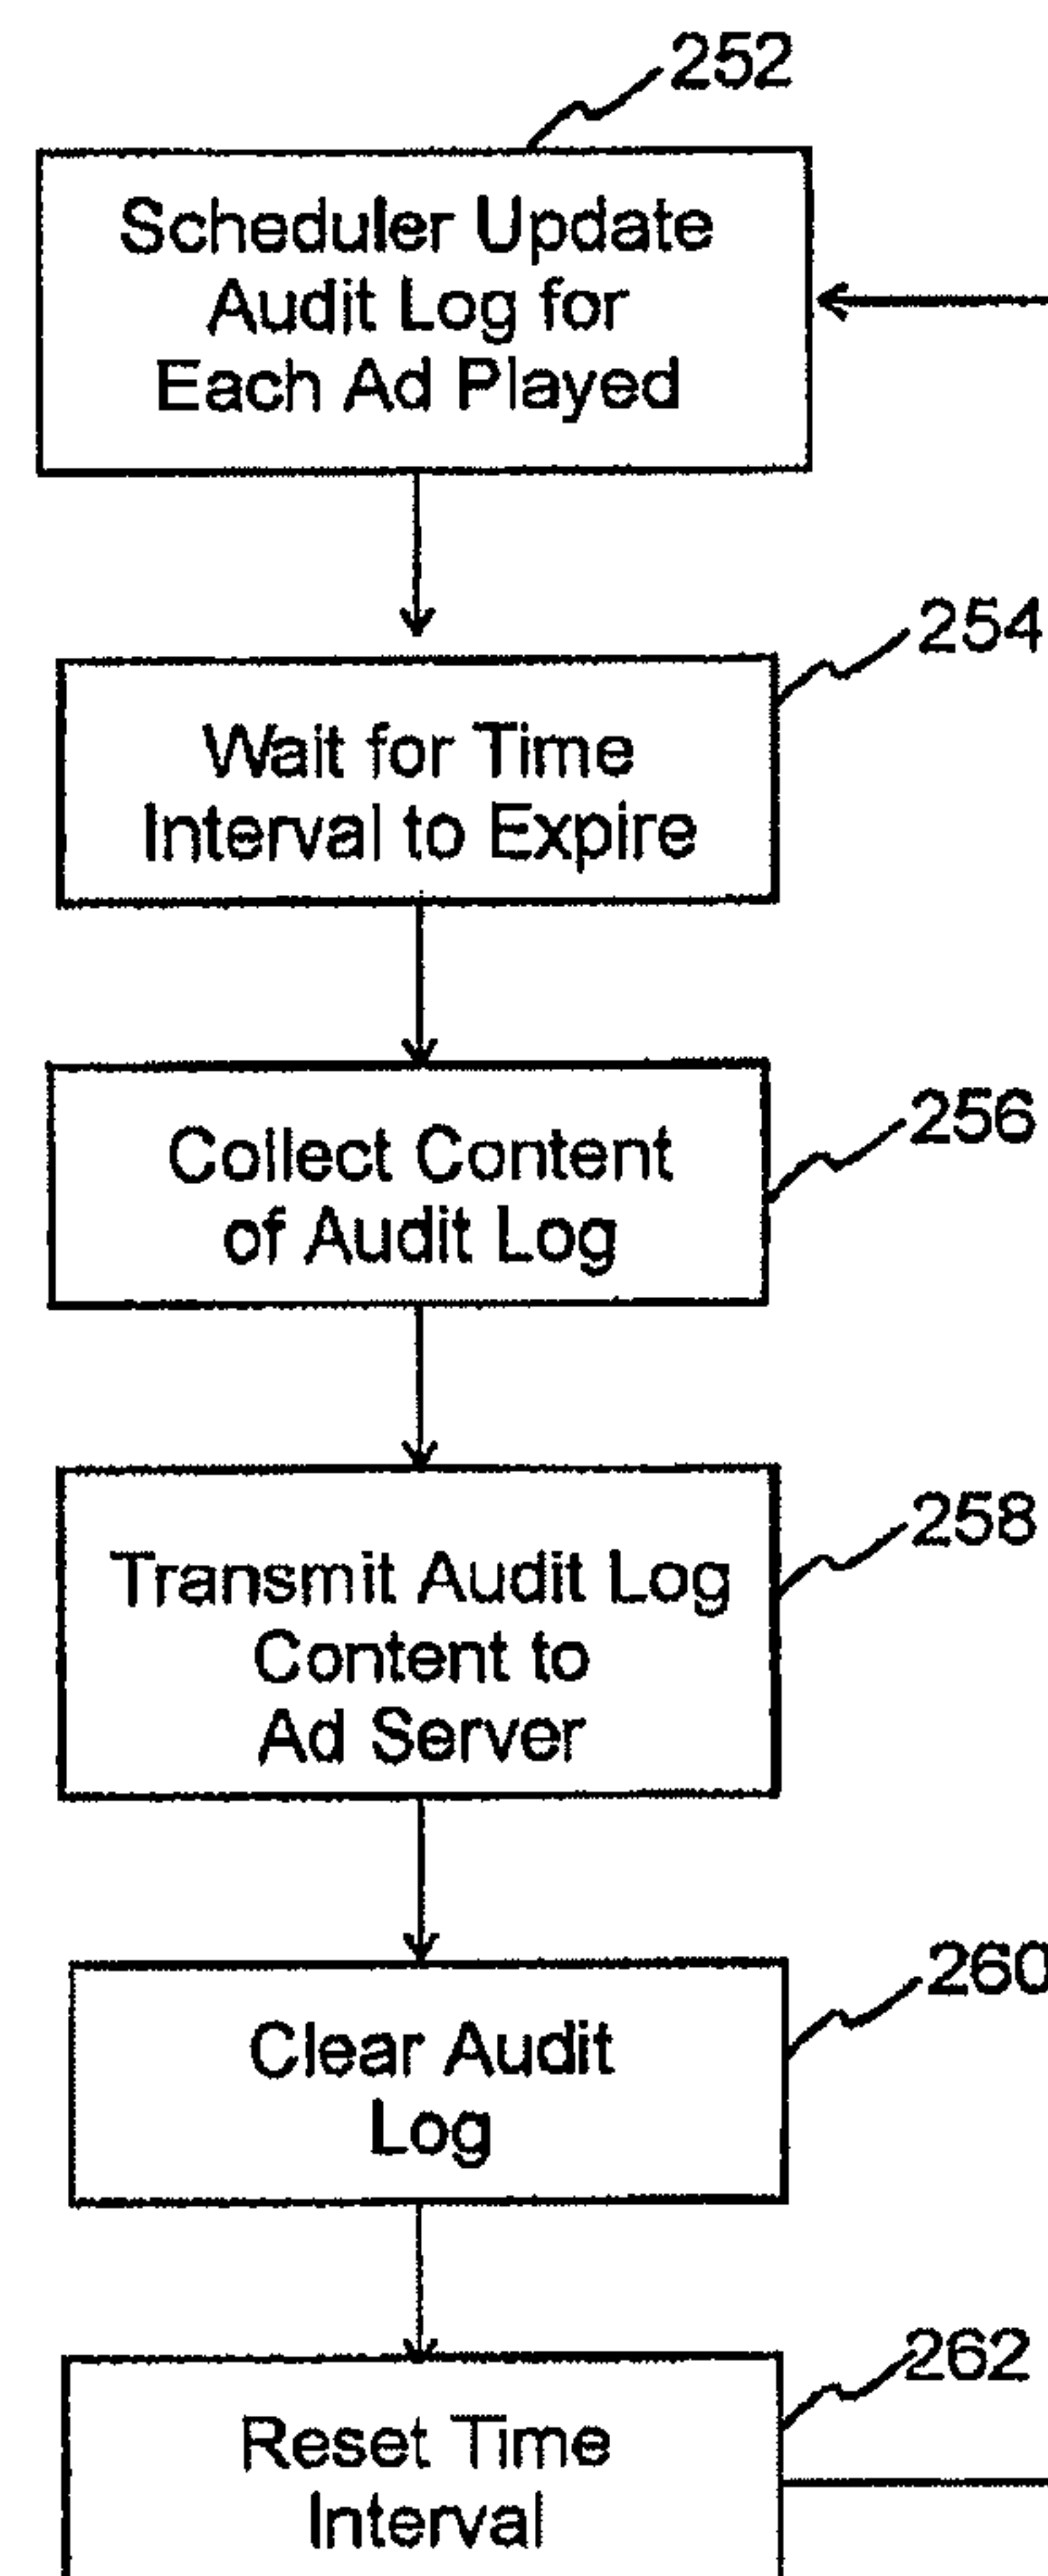 252
Scheduler Update
Audit Log for
Each Ad Played
254
Wait for Time
Interval to Expire
256
Collect Content
of Audit Log
258
Transmit Audit Log
Content to
Ad Server
260
Clear Audit
Log
262
Reset Time
Interval